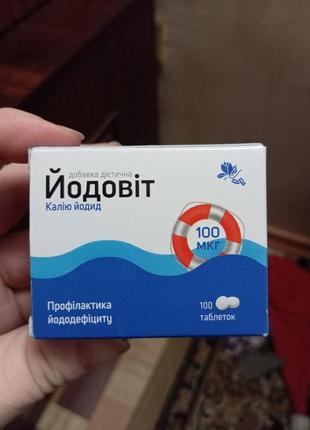 добавка дієтична
Йодовіт
Калію йодид
100
МКГ
Профілактика
йододефіциту
100
таблеток